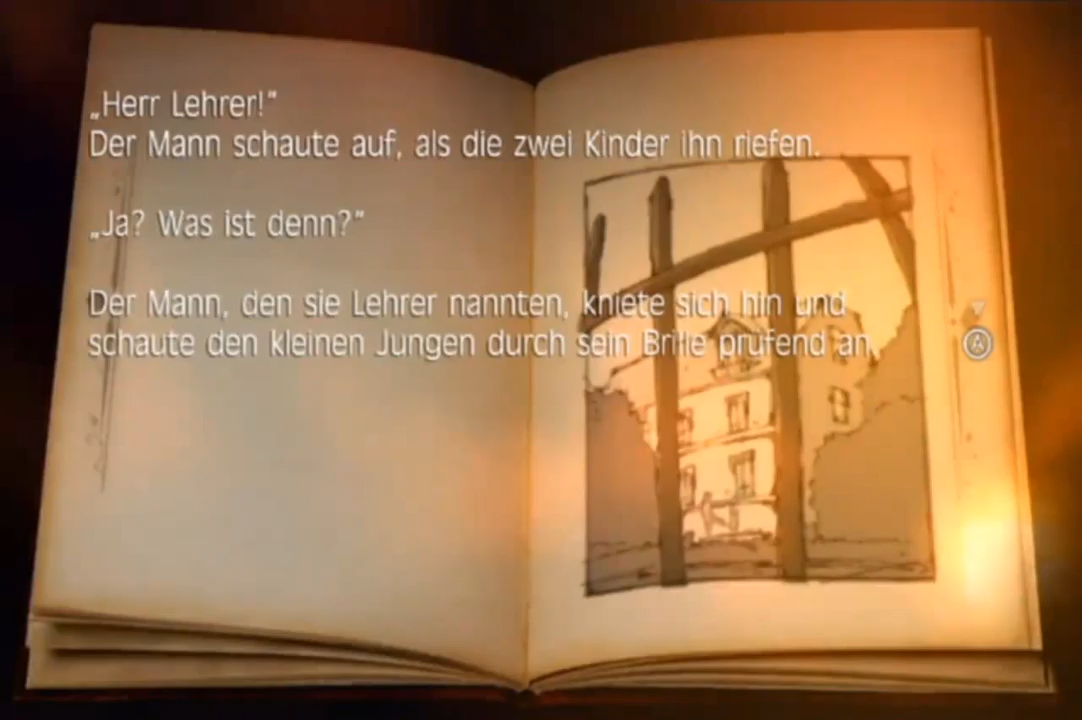 „Herr Lehrer!“
Der Mann schaute auf, als die zwei Kinder ihn riefen.
„Ja? Was ist denn?“
Der Mann, den sie Lehrer nannten, kniete sich hin und
schaute den kleinen Jungen durch sein Brille prüfend an.
A